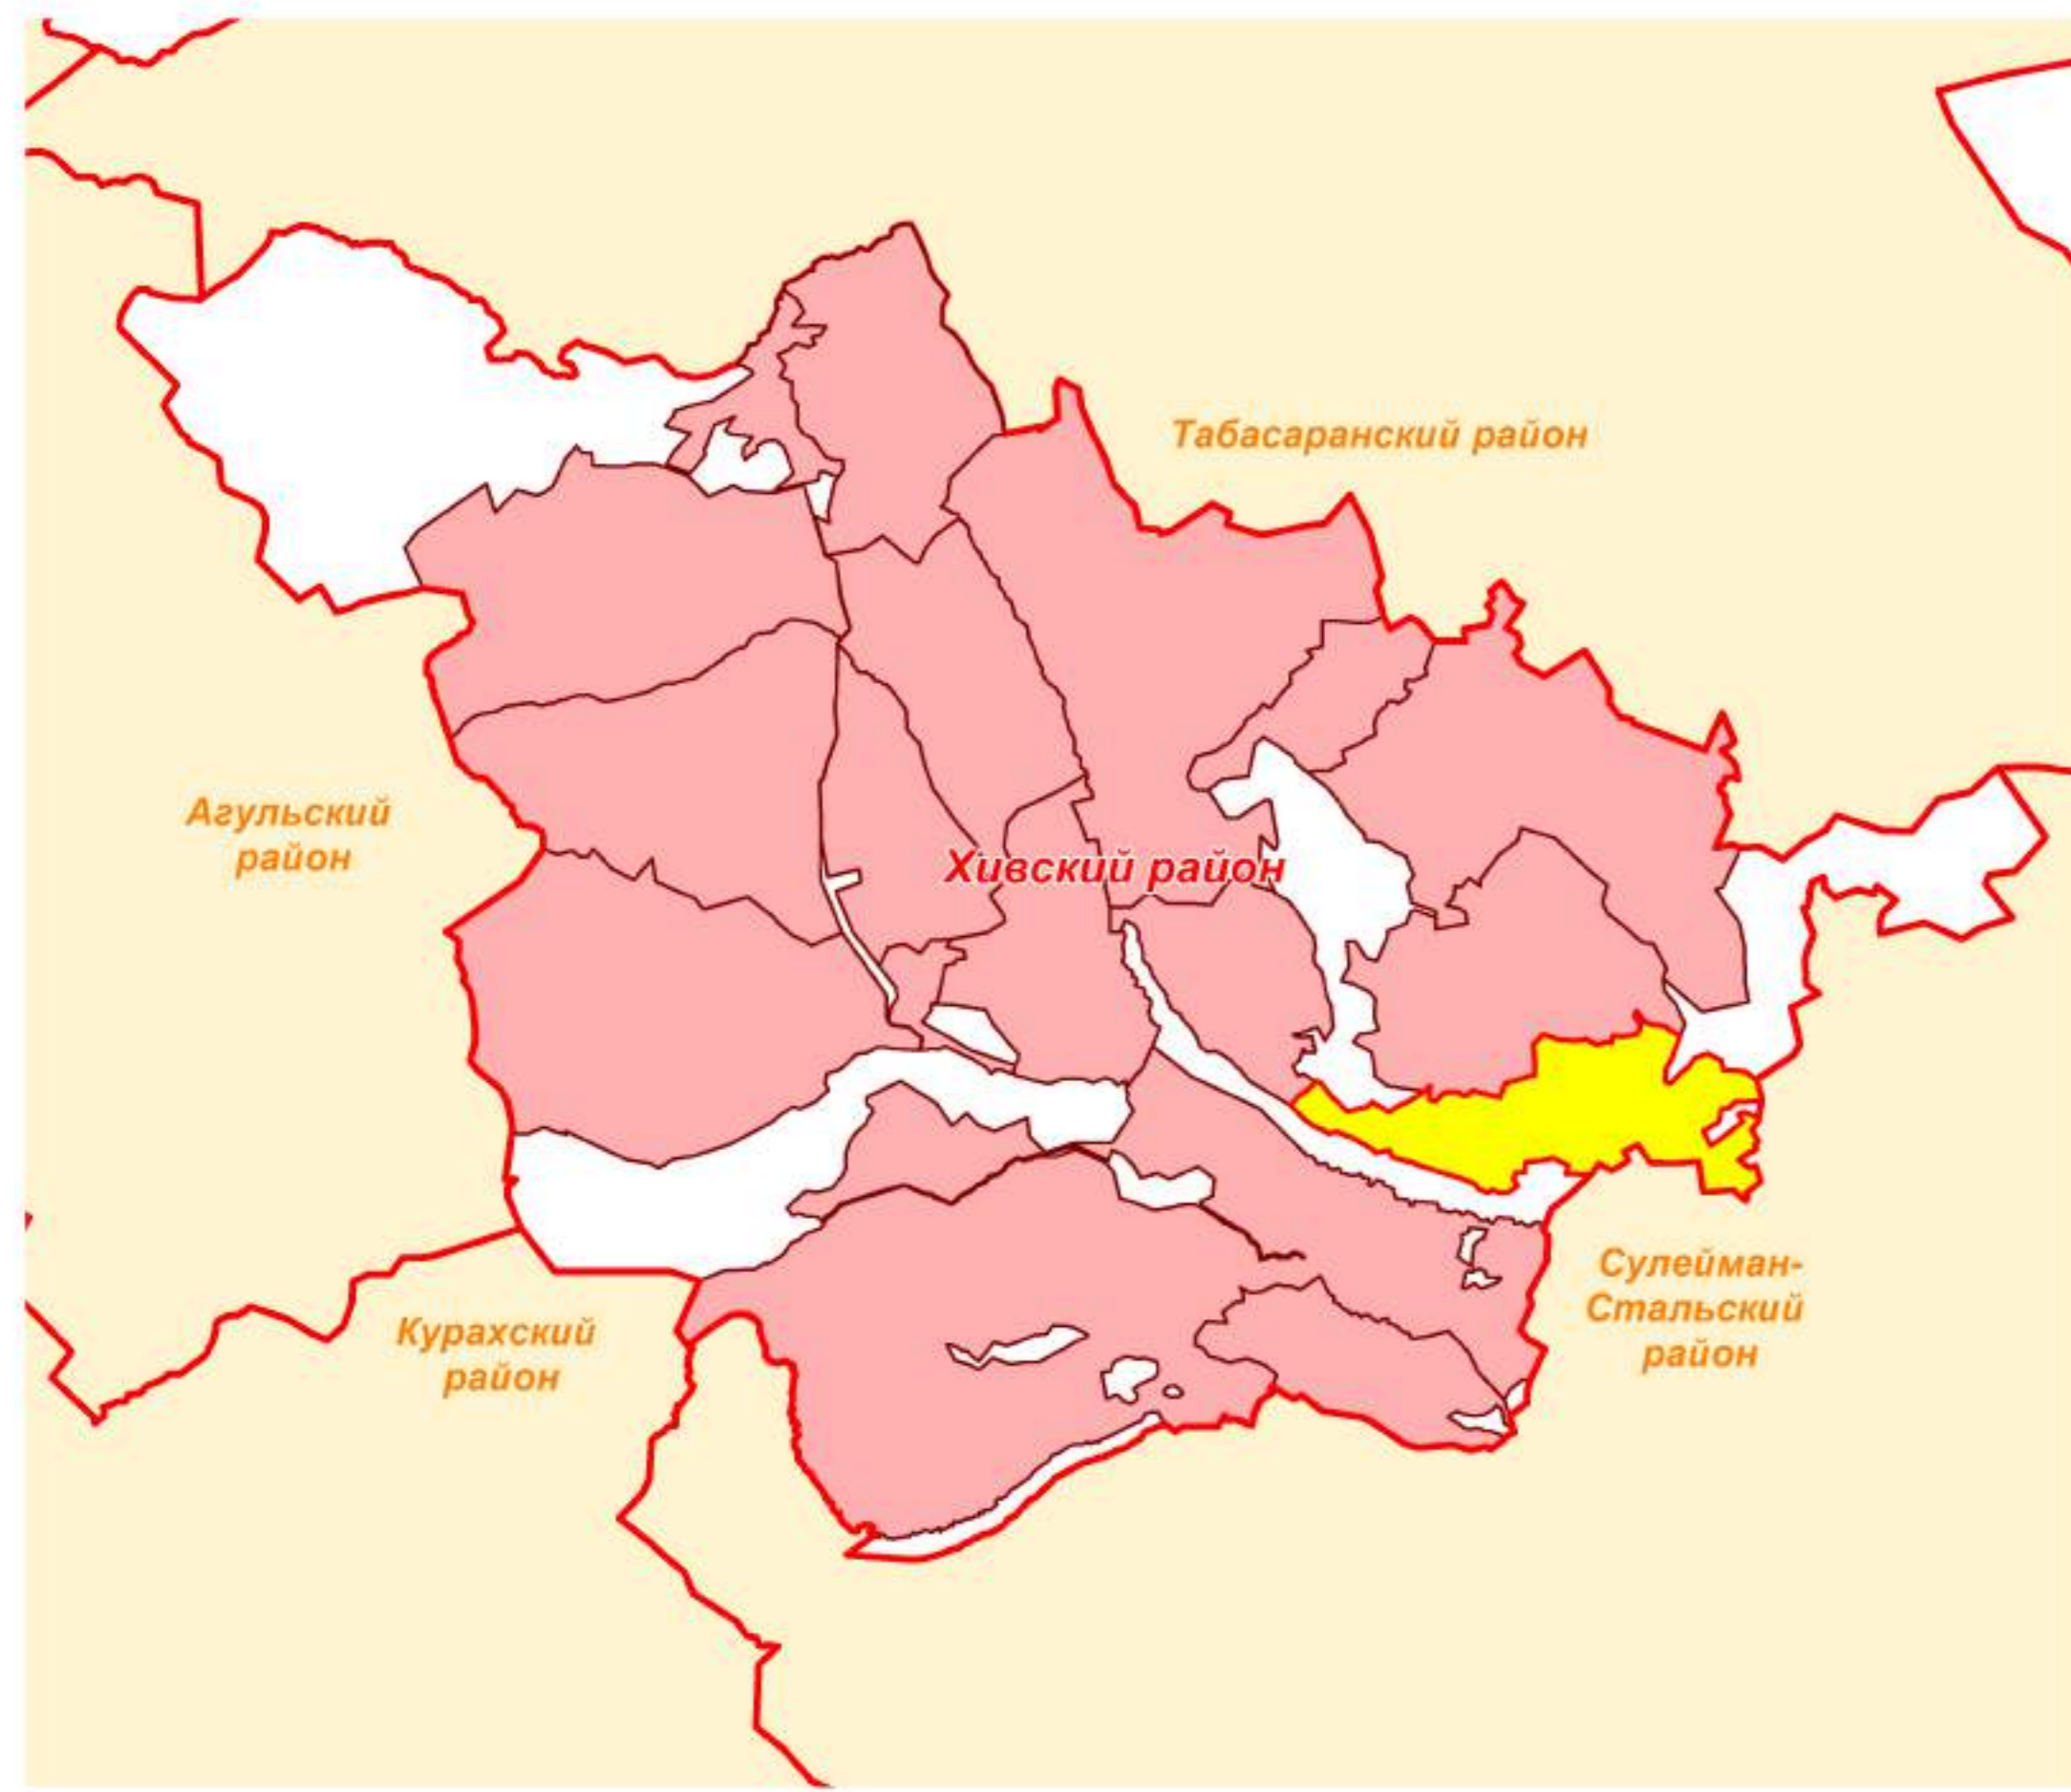 Табасаранский район
Агульский
район
Хивский район
Сулейман-
Стальский
район
Курахский
район